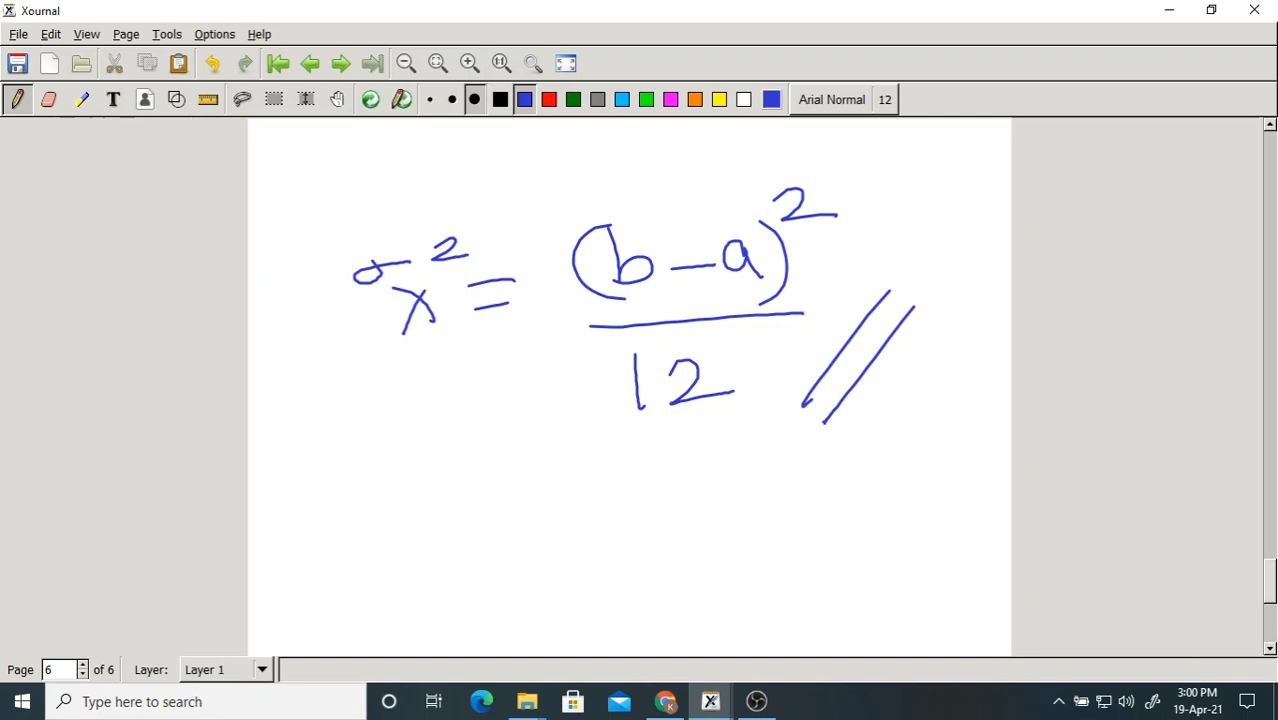 Xournal
File Edit View Page Tools Options Help
Arial Normal 12
σx² = (b-a)²
12
Page 6 of 6 Layer: Layer 1
Type here to search
3:00 PM
19-Apr-21